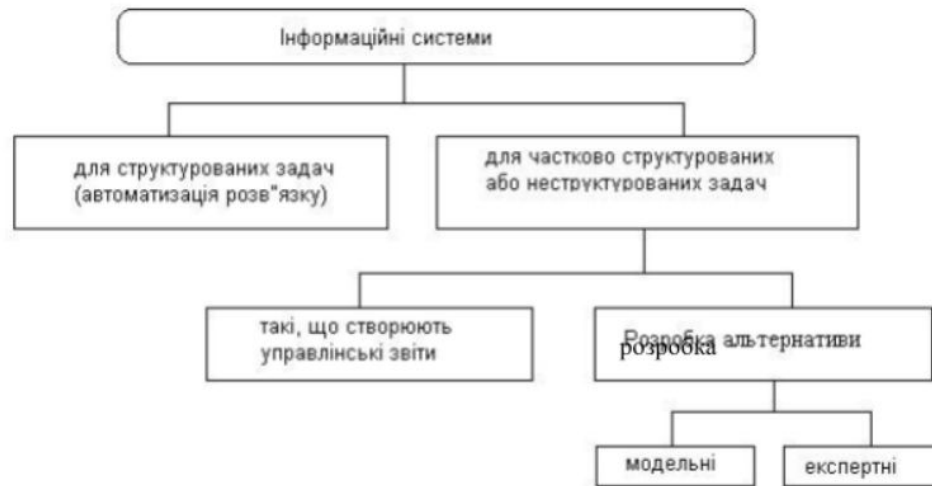 Інформаційні системи
для структурованих задач
(автоматизація розв"язку)
для частково структурованих
або неструктурованих задач
такі, що створюють
управлінські звіти
Розробка альтернативи
розробка
модельні
експертні